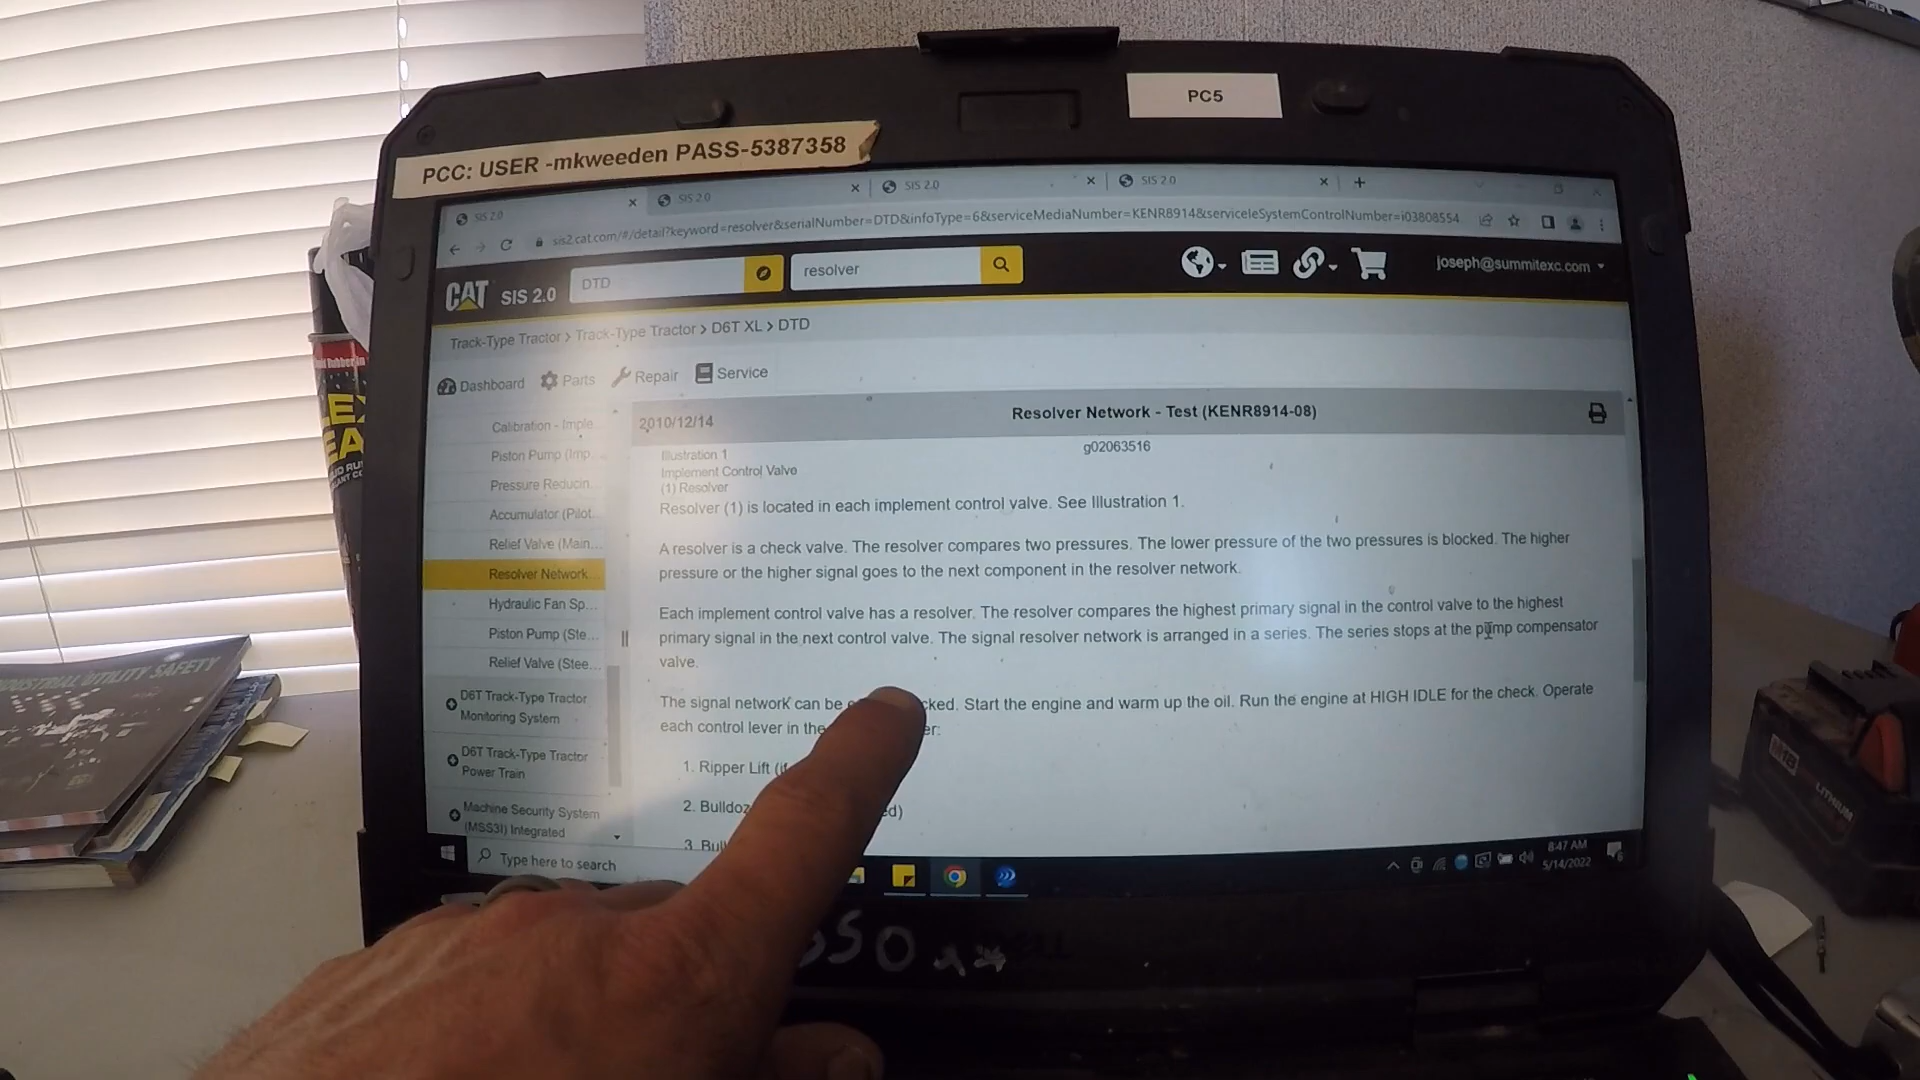 PC5
PCC: USER -mkweeden PASS-5387358
SIS 2.0
SIS 2.0
SIS 2.0
SIS 2.0
sis2.cat.com/#/detail?keyword=resolver&serialNumber=DTD&infoType=6&serviceMediaNumber=KENR8914&serviceIeSystemControlNumber=i03808554
CAT SIS 2.0
DTD
resolver
joseph@summitexc.com
Track-Type Tractor > Track-Type Tractor > D6T XL > DTD
Dashboard Parts Repair Service
Calibration - Imple...
Piston Pump (Imp...
Pressure Reducin...
Accumulator (Pilot...
Relief Valve (Main...
Resolver Network...
Hydraulic Fan Sp...
Piston Pump (Ste...
Relief Valve (Stee...
D6T Track-Type Tractor
Monitoring System
D6T Track-Type Tractor
Power Train
Machine Security System
(MSS3I) Integrated
2010/12/14
Resolver Network - Test (KENR8914-08)
g02063516
Illustration 1
Implement Control Valve
(1) Resolver
Resolver (1) is located in each implement control valve. See Illustration 1.
A resolver is a check valve. The resolver compares two pressures. The lower pressure of the two pressures is blocked. The higher
pressure or the higher signal goes to the next component in the resolver network.
Each implement control valve has a resolver. The resolver compares the highest primary signal in the control valve to the highest
primary signal in the next control valve. The signal resolver network is arranged in a series. The series stops at the pump compensator
valve.
The signal network can be Start the engine and warm up the oil. Run the engine at HIGH IDLE for the check. Operate
each control lever in the
1. Ripper Lift
2.
3.
Type here to search
8:47 AM
5/14/2022
INDUSTRIAL UTILITY SAFETY
LITHIUM